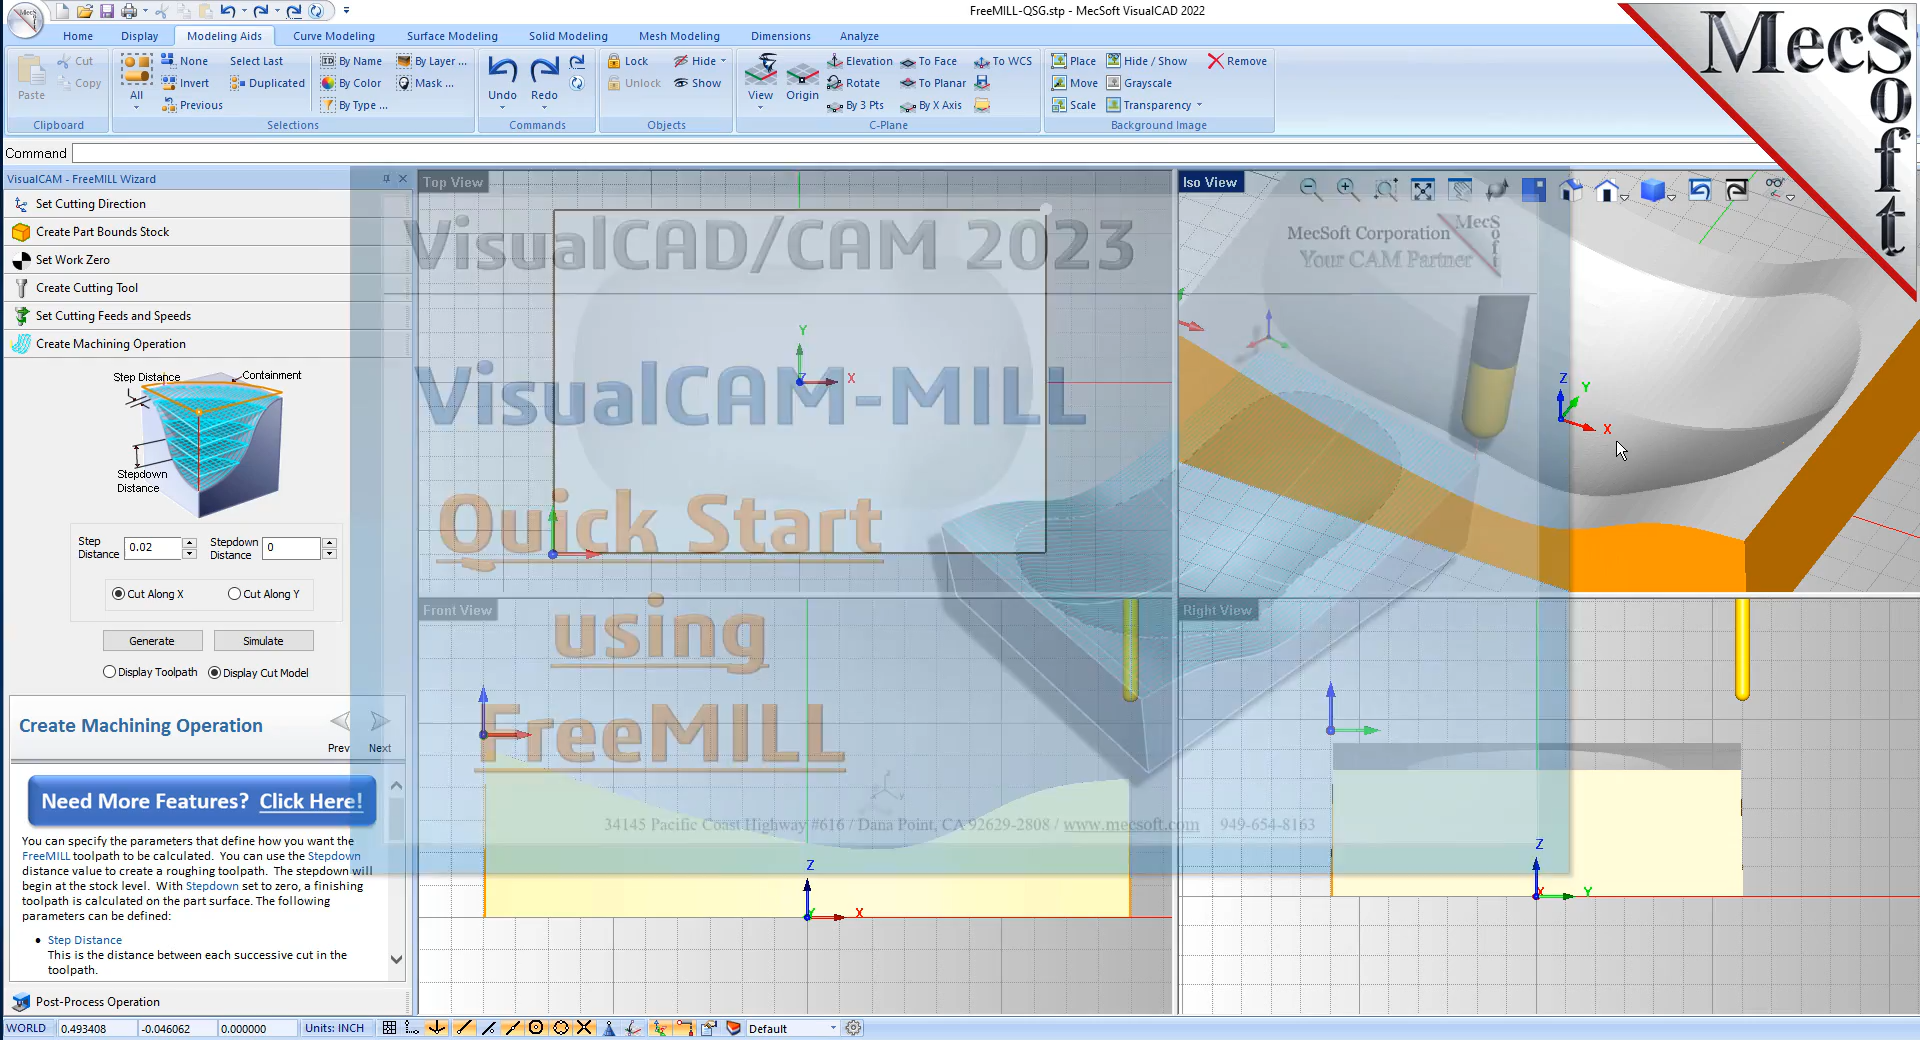 FreeMILL-QSG.stp - MecSoft VisualCAD 2022
MecSoft
Home Display Modeling Aids Curve Modeling Surface Modeling Solid Modeling Mesh Modeling Dimensions Analyze
Paste Cut Copy
Clipboard
All None Invert Previous Select Last Duplicated By Name By Color By Type ... By Layer ... Mask ...
Selections
Undo Redo
Commands
Lock Unlock Hide Show
Objects
View Origin Elevation Rotate By 3 Pts To Face To Planar By X Axis To WCS
C-Plane
Place Move Scale Hide / Show Grayscale Transparency Remove
Background Image
Command
VisualCAM - FreeMILL Wizard
Set Cutting Direction
Create Part Bounds Stock
Set Work Zero
Create Cutting Tool
Set Cutting Feeds and Speeds
Create Machining Operation
Step Distance
Containment
Stepdown
Distance
Step
Distance 0.02
Stepdown
Distance 0
Cut Along X Cut Along Y
Generate Simulate
Display Toolpath Display Cut Model
Create Machining Operation
Prev Next
Need More Features? Click Here!
You can specify the parameters that define how you want the
FreeMILL toolpath to be calculated. You can use the Stepdown
distance value to create a roughing toolpath. The stepdown will
begin at the stock level. With Stepdown set to zero, a finishing
toolpath is calculated on the part surface. The following
parameters can be defined:
• Step Distance
This is the distance between each successive cut in the
toolpath.
Post-Process Operation
Top View
Iso View
Front View
Right View
VisualCAD/CAM 2023
MecSoft Corporation
Your CAM Partner
MecSoft
VisualCAM-MILL
Quick Start
using
FreeMILL
34145 Pacific Coast Highway #616 / Dana Point, CA 92629-2808 / www.mecsoft.com 949-654-8163
Y
X
Z
Z
Y
X
Z
Y
X
Z
X
Y
WORLD 0.493408 -0.046062 0.000000 Units: INCH Default